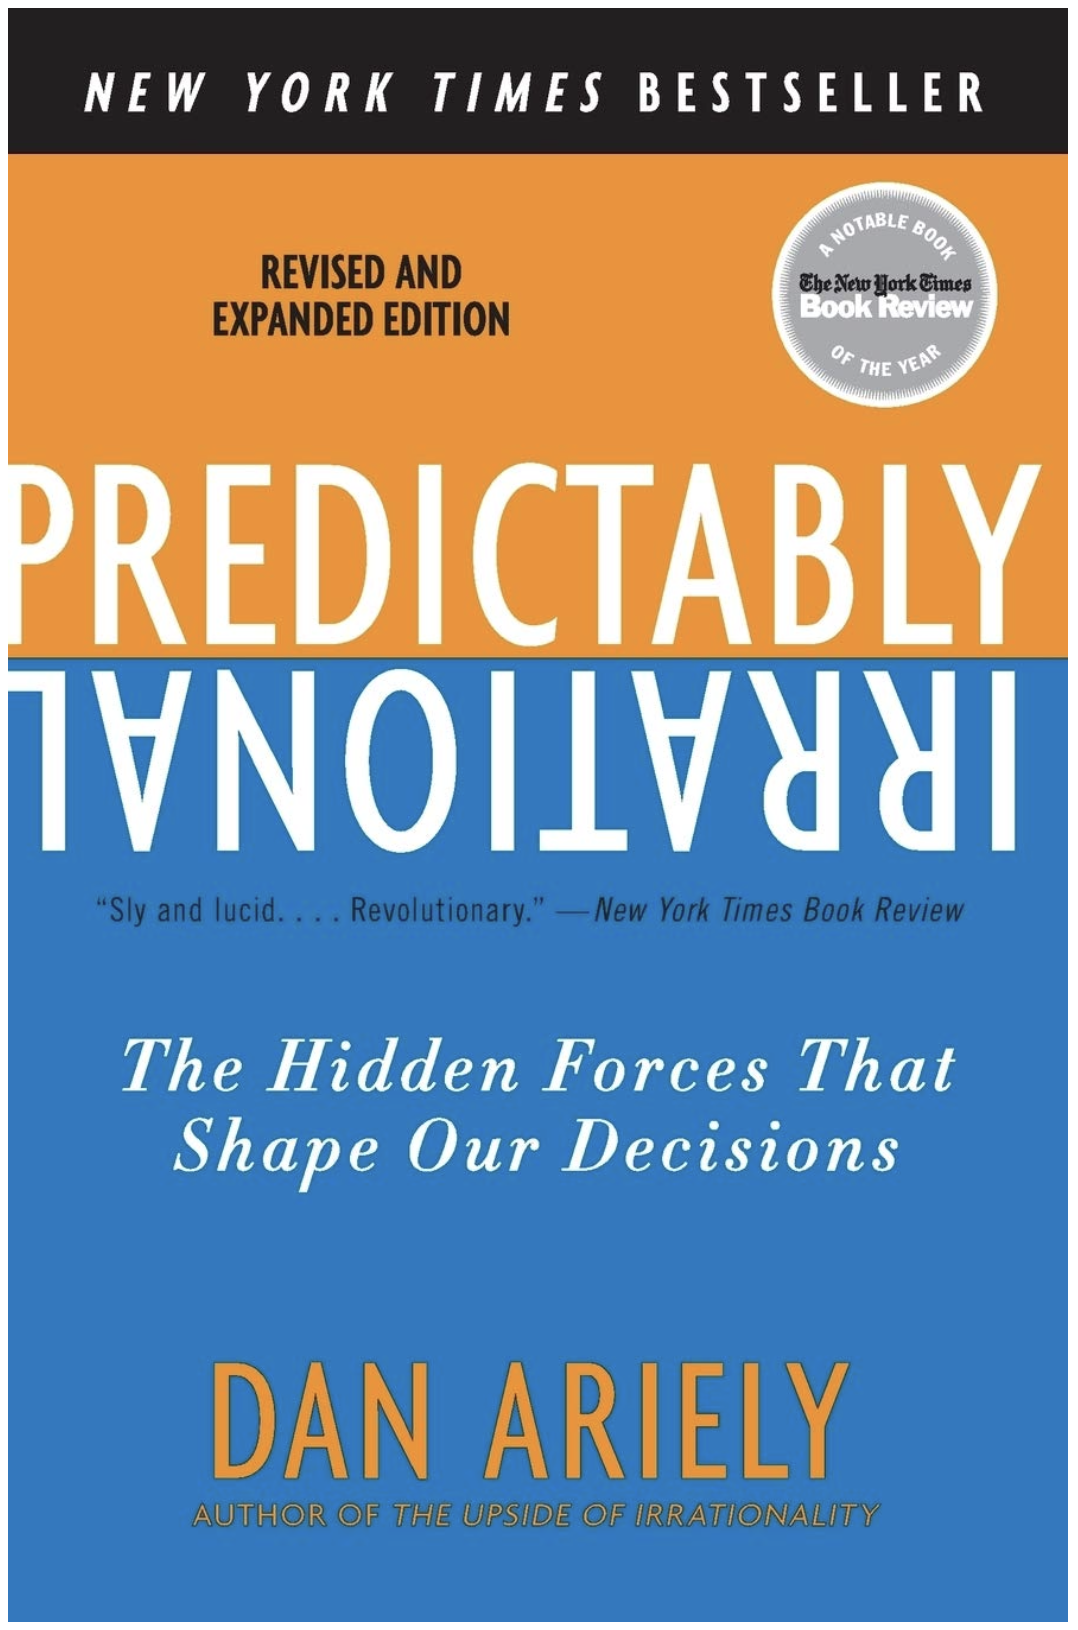 NEW YORK TIMES BESTSELLER
REVISED AND
EXPANDED EDITION
A NOTABLE BOOK
The New York Times
Book Review
OF THE YEAR
PREDICTABLY
IRRATIONAL
“Sly and lucid. . . . Revolutionary.” —New York Times Book Review
The Hidden Forces That
Shape Our Decisions
DAN ARIELY
AUTHOR OF THE UPSIDE OF IRRATIONALITY